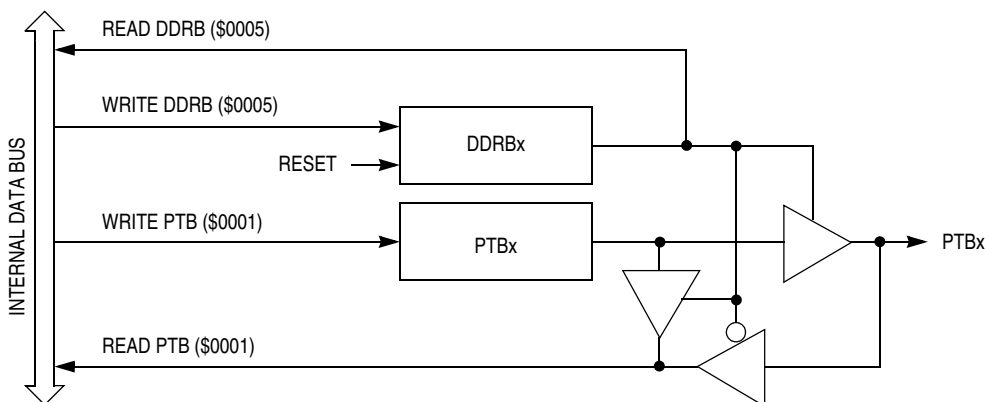 READ DDRB ($0005)
WRITE DDRB ($0005)
DDRBx
RESET
INTERNAL DATA BUS
WRITE PTB ($0001)
PTBx
PTBx
READ PTB ($0001)